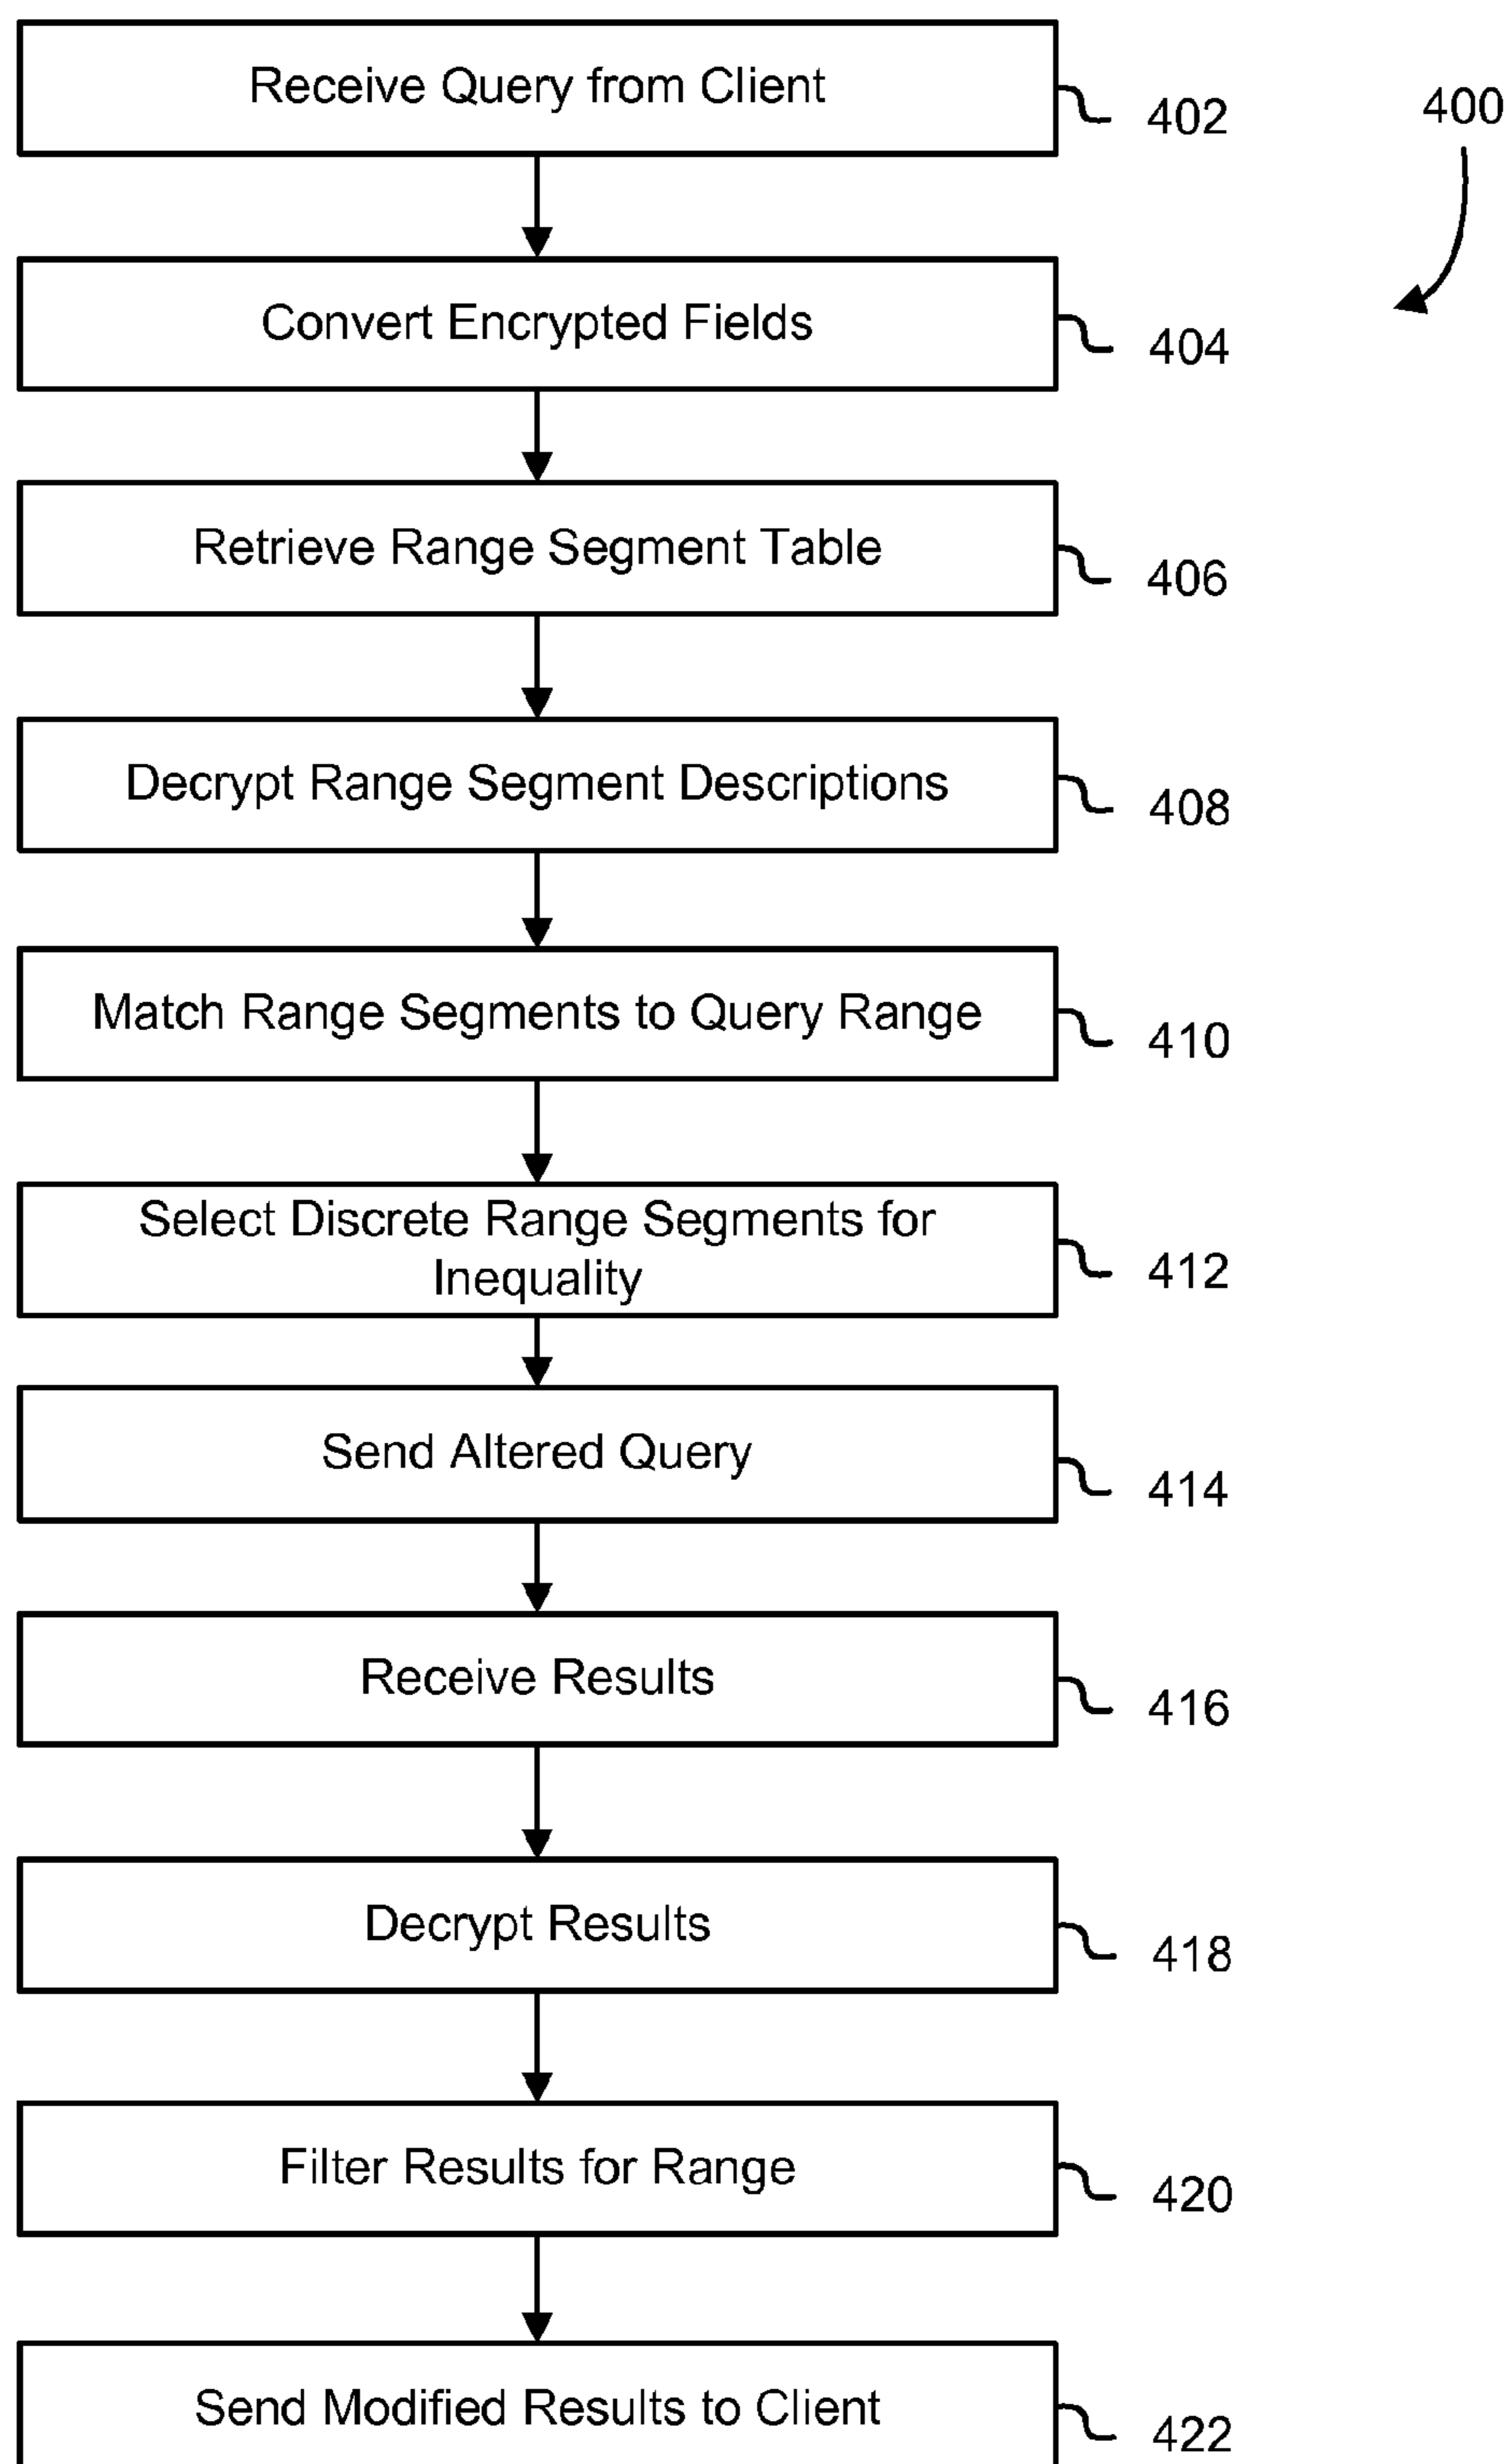 Receive Query from Client
402
400
Convert Encrypted Fields
404
Retrieve Range Segment Table
406
Decrypt Range Segment Descriptions
408
Match Range Segments to Query Range
410
Select Discrete Range Segments for
Inequality
412
Send Altered Query
414
Receive Results
416
Decrypt Results
418
Filter Results for Range
420
Send Modified Results to Client
422